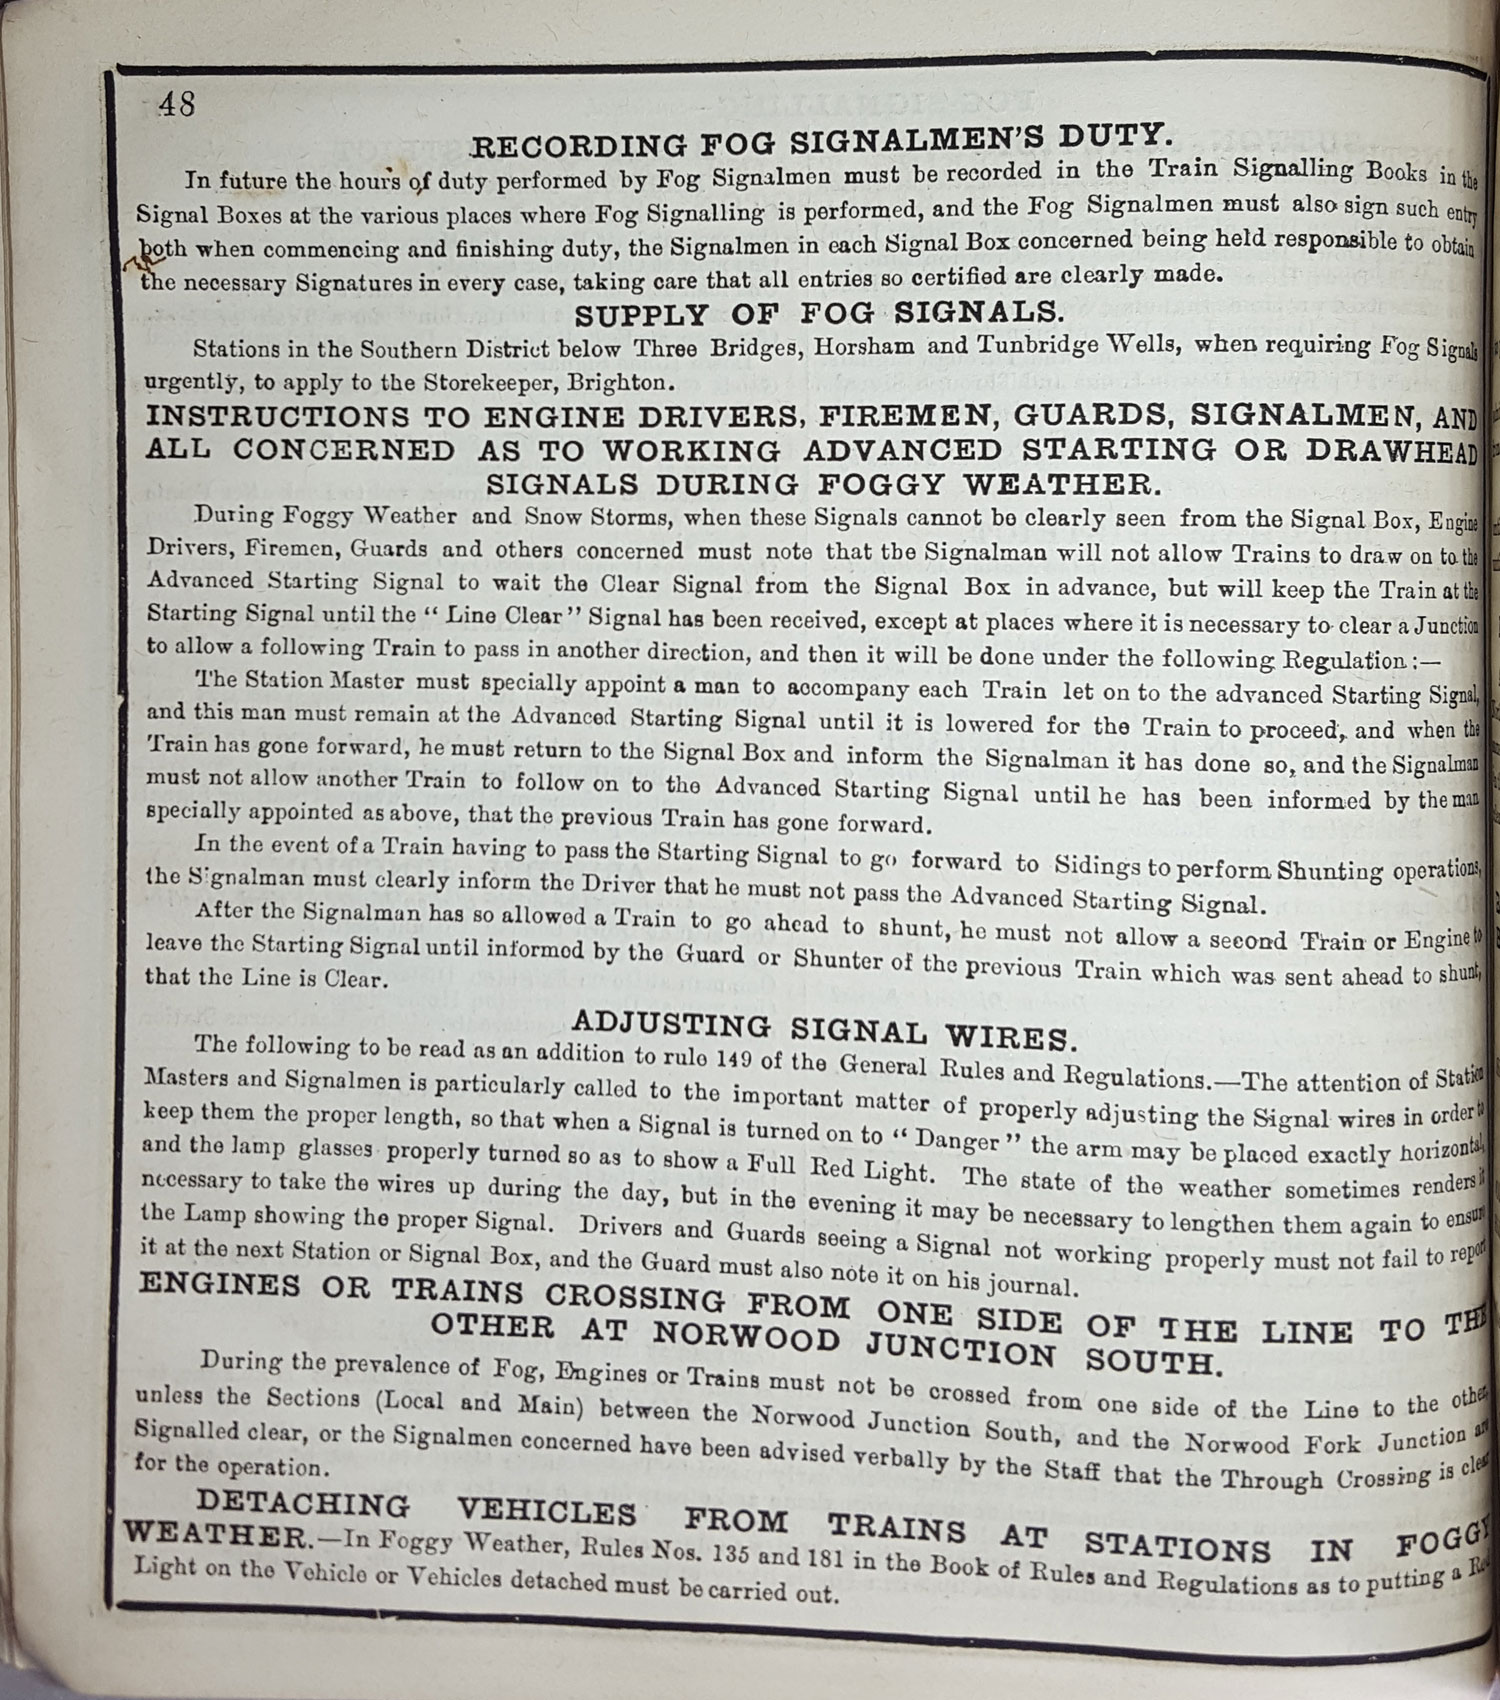 48
RECORDING FOG SIGNALMEN'S DUTY.
In future the hours of duty performed by Fog Signalmen must be recorded in the Train Signalling Books in the
Signal Boxes at the various places where Fog Signalling is performed, and the Fog Signalmen must also sign such entry
both when commencing and finishing duty, the Signalmen in each Signal Box concerned being held responsible to obtain
the necessary Signatures in every case, taking care that all entries so certified are clearly made.
SUPPLY OF FOG SIGNALS.
Stations in the Southern District below Three Bridges, Horsham and Tunbridge Wells, when requiring Fog Signals
urgently, to apply to the Storekeeper, Brighton.
INSTRUCTIONS TO ENGINE DRIVERS, FIREMEN, GUARDS, SIGNALMEN, AND
ALL CONCERNED AS TO WORKING ADVANCED STARTING OR DRAWHEAD
SIGNALS DURING FOGGY WEATHER.
During Foggy Weather and Snow Storms, when these Signals cannot be clearly seen from the Signal Box, Engine
Drivers, Firemen, Guards and others concerned must note that the Signalman will not allow Trains to draw on to the
Advanced Starting Signal to wait the Clear Signal from the Signal Box in advance, but will keep the Train at the
Starting Signal until the “ Line Clear ” Signal has been received, except at places where it is necessary to clear a Junction
to allow a following Train to pass in another direction, and then it will be done under the following Regulation :—
The Station Master must specially appoint a man to accompany each Train let on to the advanced Starting Signal,
and this man must remain at the Advanced Starting Signal until it is lowered for the Train to proceed, and when the
Train has gone forward, he must return to the Signal Box and inform the Signalman it has done so, and the Signalman
must not allow another Train to follow on to the Advanced Starting Signal until he has been informed by the man
specially appointed as above, that the previous Train has gone forward.
In the event of a Train having to pass the Starting Signal to go forward to Sidings to perform Shunting operations,
the Signalman must clearly inform the Driver that he must not pass the Advanced Starting Signal.
After the Signalman has so allowed a Train to go ahead to shunt, he must not allow a second Train or Engine to
leave the Starting Signal until informed by the Guard or Shunter of the previous Train which was sent ahead to shunt,
that the Line is Clear.
ADJUSTING SIGNAL WIRES.
The following to be read as an addition to rule 149 of the General Rules and Regulations.—The attention of Station
Masters and Signalmen is particularly called to the important matter of properly adjusting the Signal wires in order to
keep them the proper length, so that when a Signal is turned on to “ Danger ” the arm may be placed exactly horizontal,
and the lamp glasses properly turned so as to show a Full Red Light. The state of the weather sometimes renders it
necessary to take the wires up during the day, but in the evening it may be necessary to lengthen them again to ensure
the Lamp showing the proper Signal. Drivers and Guards seeing a Signal not working properly must not fail to report
it at the next Station or Signal Box, and the Guard must also note it on his journal.
ENGINES OR TRAINS CROSSING FROM ONE SIDE OF THE LINE TO THE
OTHER AT NORWOOD JUNCTION SOUTH.
During the prevalence of Fog, Engines or Trains must not be crossed from one side of the Line to the other,
unless the Sections (Local and Main) between the Norwood Junction South, and the Norwood Fork Junction are
Signalled clear, or the Signalmen concerned have been advised verbally by the Staff that the Through Crossing is clear
for the operation.
DETACHING VEHICLES FROM TRAINS AT STATIONS IN FOGGY
WEATHER.—In Foggy Weather, Rules Nos. 135 and 181 in the Book of Rules and Regulations as to putting a Red
Light on the Vehicle or Vehicles detached must be carried out.